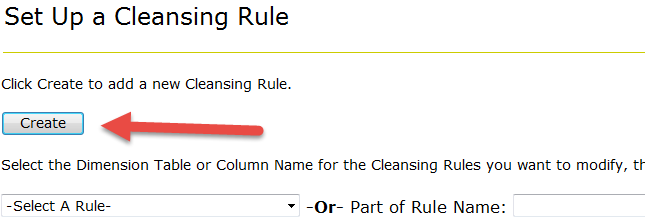 Set Up a Cleansing Rule
Click Create to add a new Cleansing Rule.
Create
Select the Dimension Table or Column Name for the Cleansing Rules you want to modify, th
-Select A Rule- -Or- Part of Rule Name: